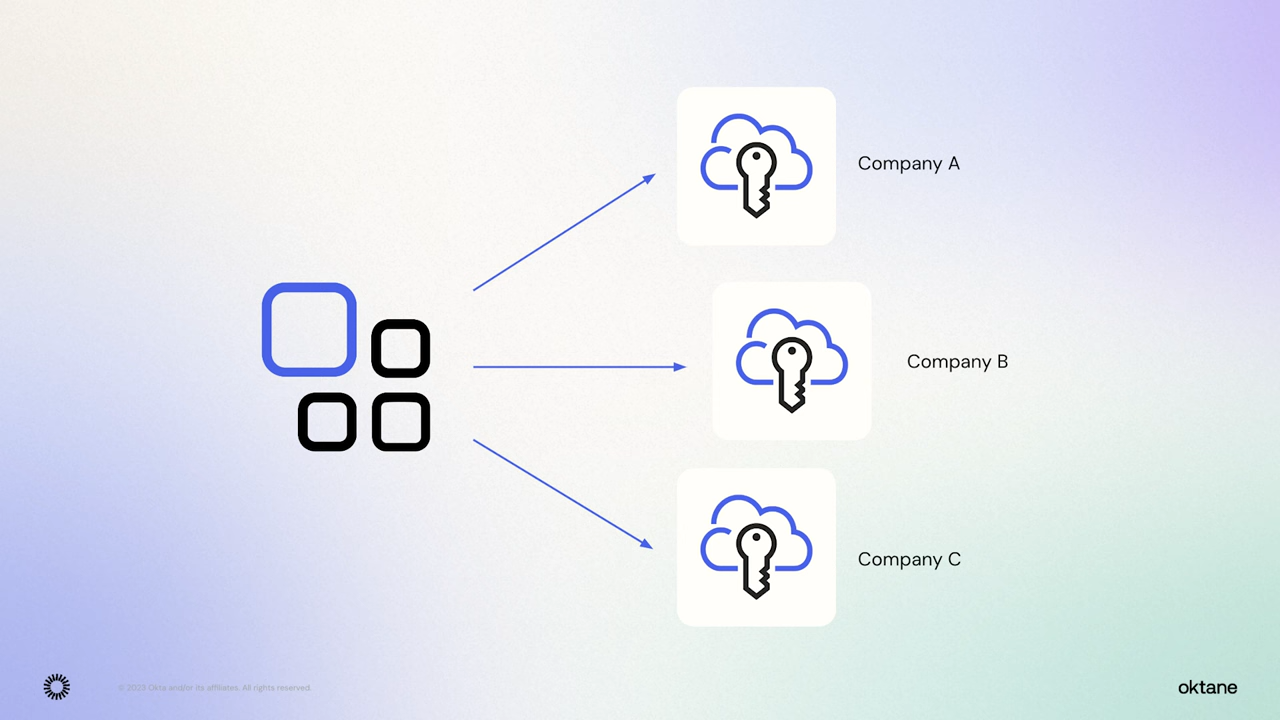 Company A
Company B
Company C
© 2023 Okta and/or its affiliates. All rights reserved.
oktane